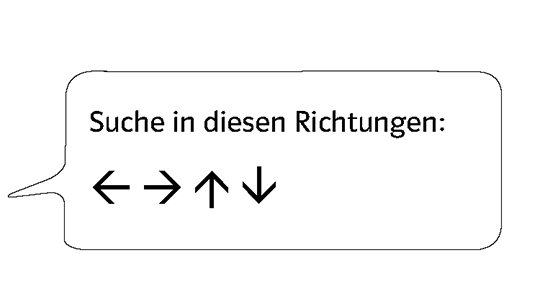 Suche in diesen Richtungen:
← → ↑ ↓